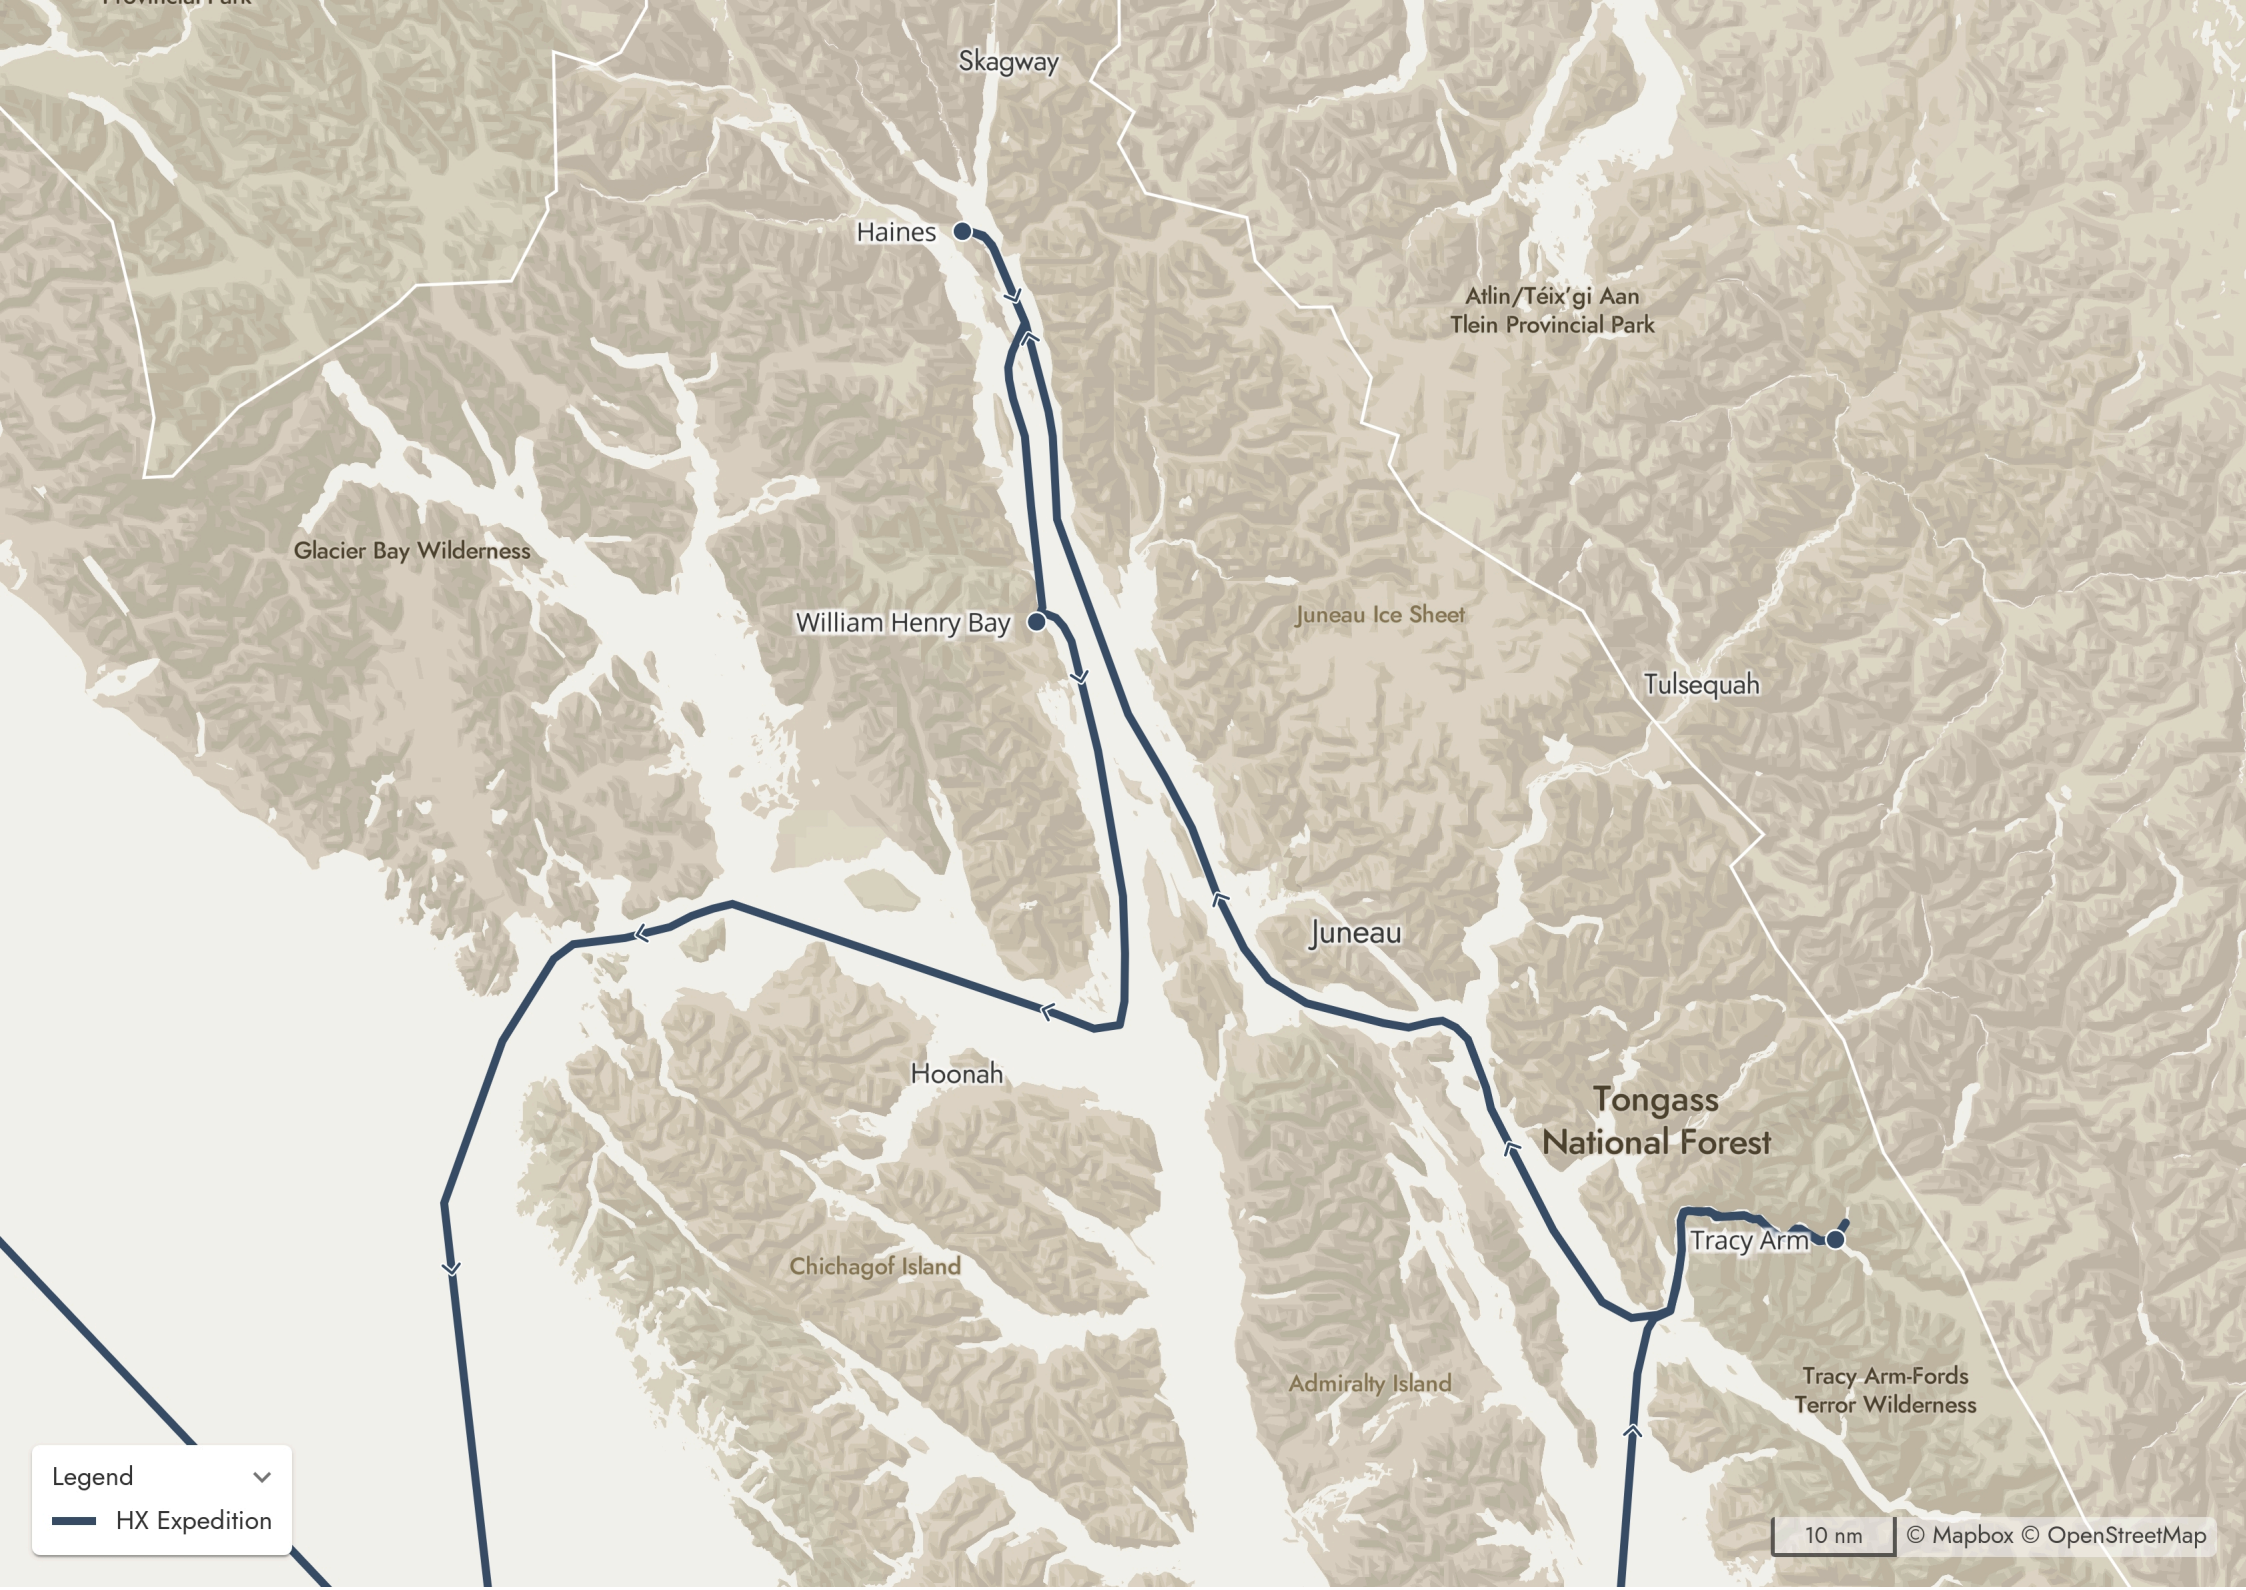 Provincial Park
Skagway
Haines
Atlin/Téix'gi Aan
Tlein Provincial Park
Glacier Bay Wilderness
William Henry Bay
Juneau Ice Sheet
Tulsequah
Juneau
Hoonah
Tongass
National Forest
Tracy Arm
Chichagof Island
Admiralty Island
Tracy Arm-Fords
Terror Wilderness
Legend
HX Expedition
10 nm
© Mapbox © OpenStreetMap